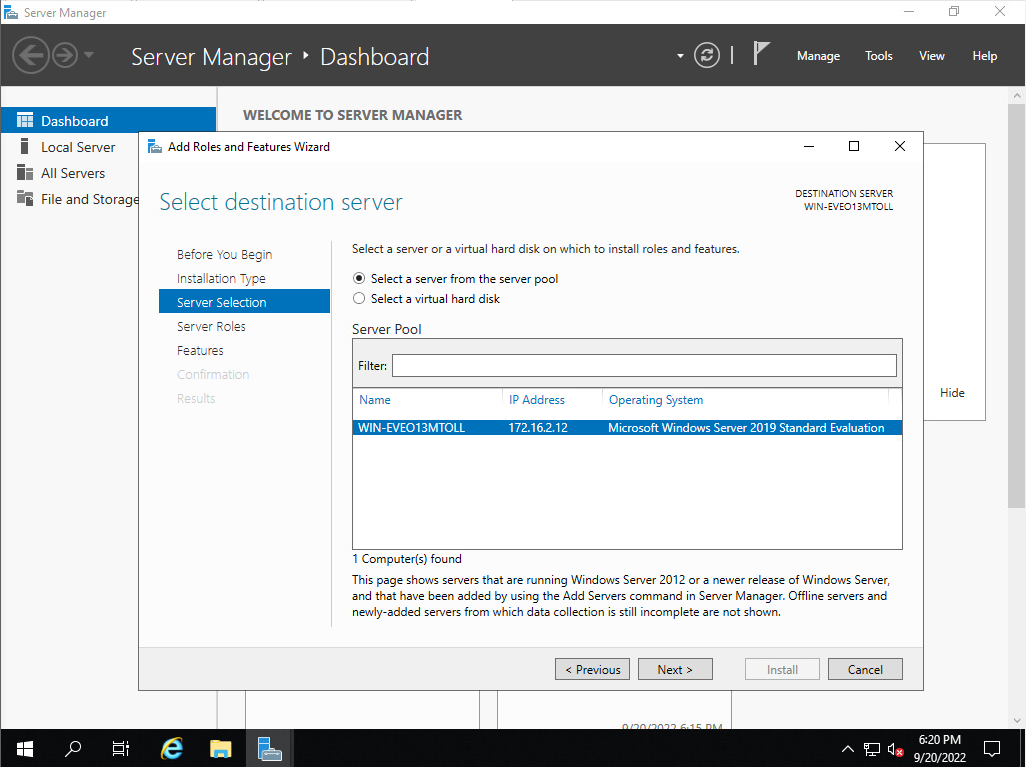 Server Manager
Server Manager ‣ Dashboard
Manage
Tools
View
Help
Dashboard
Local Server
All Servers
File and Storage
WELCOME TO SERVER MANAGER
Hide
Add Roles and Features Wizard
Select destination server
DESTINATION SERVER
WIN-EVEO13MTOLL
Before You Begin
Installation Type
Server Selection
Server Roles
Features
Confirmation
Results
Select a server or a virtual hard disk on which to install roles and features.
Select a server from the server pool
Select a virtual hard disk
Server Pool
Filter:
Name IP Address Operating System
WIN-EVEO13MTOLL 172.16.2.12 Microsoft Windows Server 2019 Standard Evaluation
1 Computer(s) found
This page shows servers that are running Windows Server 2012 or a newer release of Windows Server,
and that have been added by using the Add Servers command in Server Manager. Offline servers and
newly-added servers from which data collection is still incomplete are not shown.
< Previous
Next >
Install
Cancel
9/20/2022 6:15 PM
6:20 PM
9/20/2022